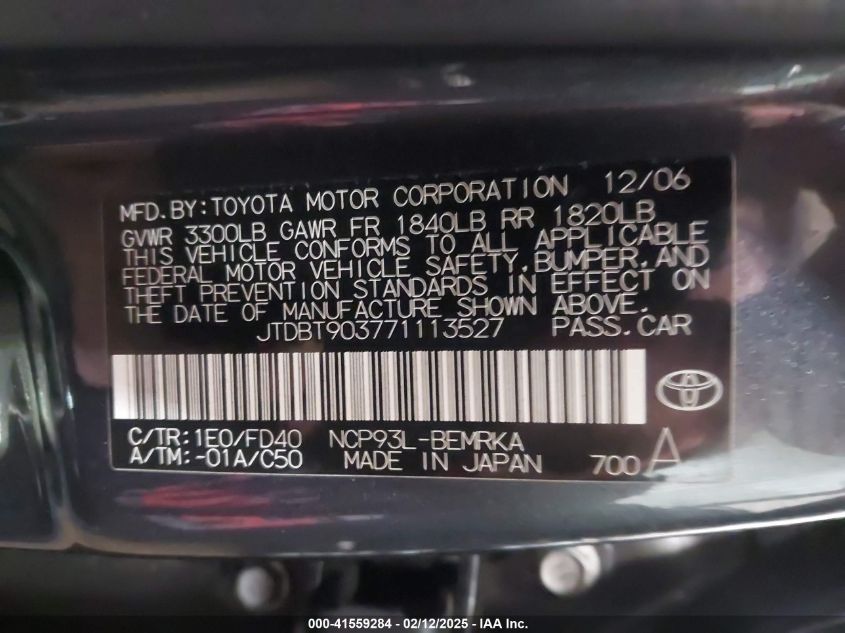 MFD.BY:TOYOTA MOTOR CORPORATION 12/06
GVWR 3300LB GAWR FR 1840LB RR 1820LB
THIS VEHICLE CONFORMS TO ALL APPLICABLE
FEDERAL MOTOR VEHICLE SAFETY,BUMPER,AND
THEFT PREVENTION STANDARDS IN EFFECT ON
THE DATE OF MANUFACTURE SHOWN ABOVE.
JTDBT903771113527 PASS.CAR
C/TR:1E0/FD40 NCP93L-BEMRKA
A/TM:-01A/C50 MADE IN JAPAN 700 A
000-41559284 - 02/12/2025 - IAA Inc.